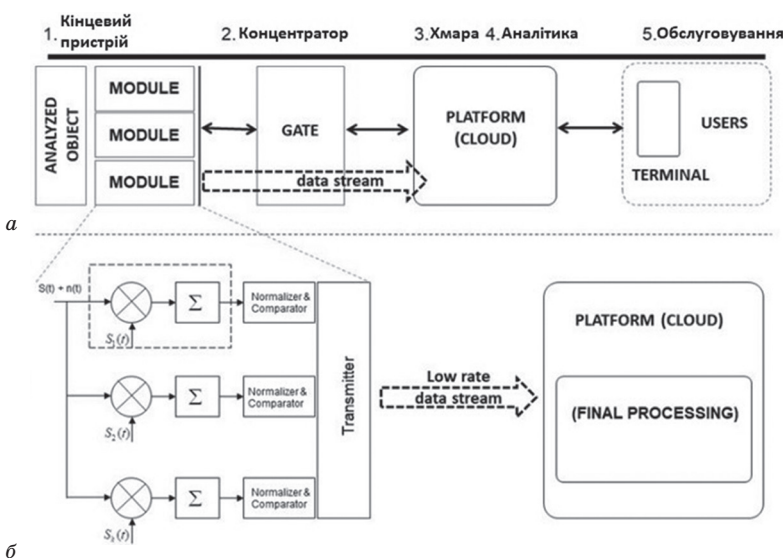 1. Кінцевий пристрій
2. Концентратор
3.Хмара 4.Аналітика
5.Обслуговування
ANALYZED OBJECT
MODULE
MODULE
MODULE
GATE
PLATFORM
(CLOUD)
USERS
TERMINAL
data stream
а
S(t) + n(t)
S₁(t)
Σ
Normalizer &
Comparator
S₂(t)
Σ
Normalizer &
Comparator
Sₖ(t)
Σ
Normalizer &
Comparator
Transmitter
Low rate
data stream
PLATFORM (CLOUD)
(FINAL PROCESSING)
б